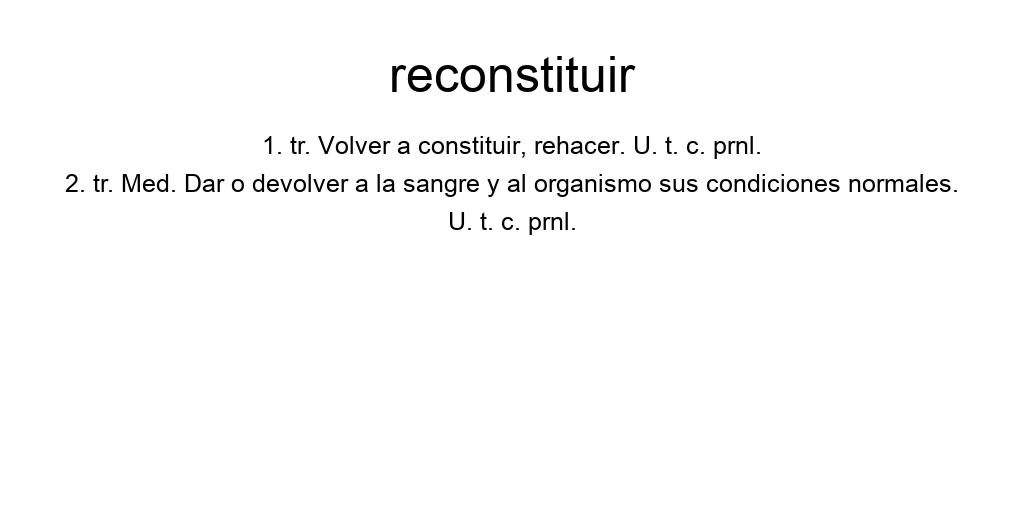 reconstituir
1. tr. Volver a constituir, rehacer. U. t. c. prnl.
2. tr. Med. Dar o devolver a la sangre y al organismo sus condiciones normales.
U. t. c. prnl.